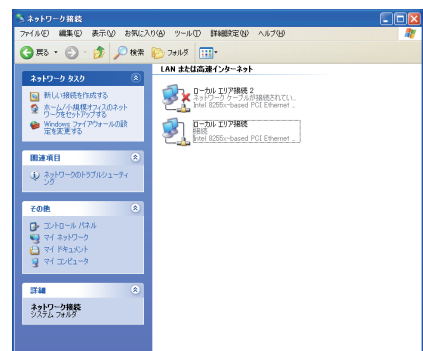 ネットワーク接続
ファイル(F) 編集(E) 表示(V) お気に入り(A) ツール(T) 詳細設定(N) ヘルプ(H)
戻る 検索 フォルダ
ネットワーク タスク
新しい接続を作成する
ホーム/小規模オフィスのネット
ワークをセットアップする
Windows ファイアウォールの設
定を変更する
関連項目
ネットワークのトラブルシューティ
ング
その他
コントロール パネル
マイ ネットワーク
マイ ドキュメント
マイ コンピュータ
詳細
ネットワーク接続
システム フォルダ
LAN または高速インターネット
ローカル エリア接続 2
ネットワーク ケーブルが接続されてい...
Intel 8255x-based PCI Ethernet ...
ローカル エリア接続
接続
Intel 8255x-based PCI Ethernet ...